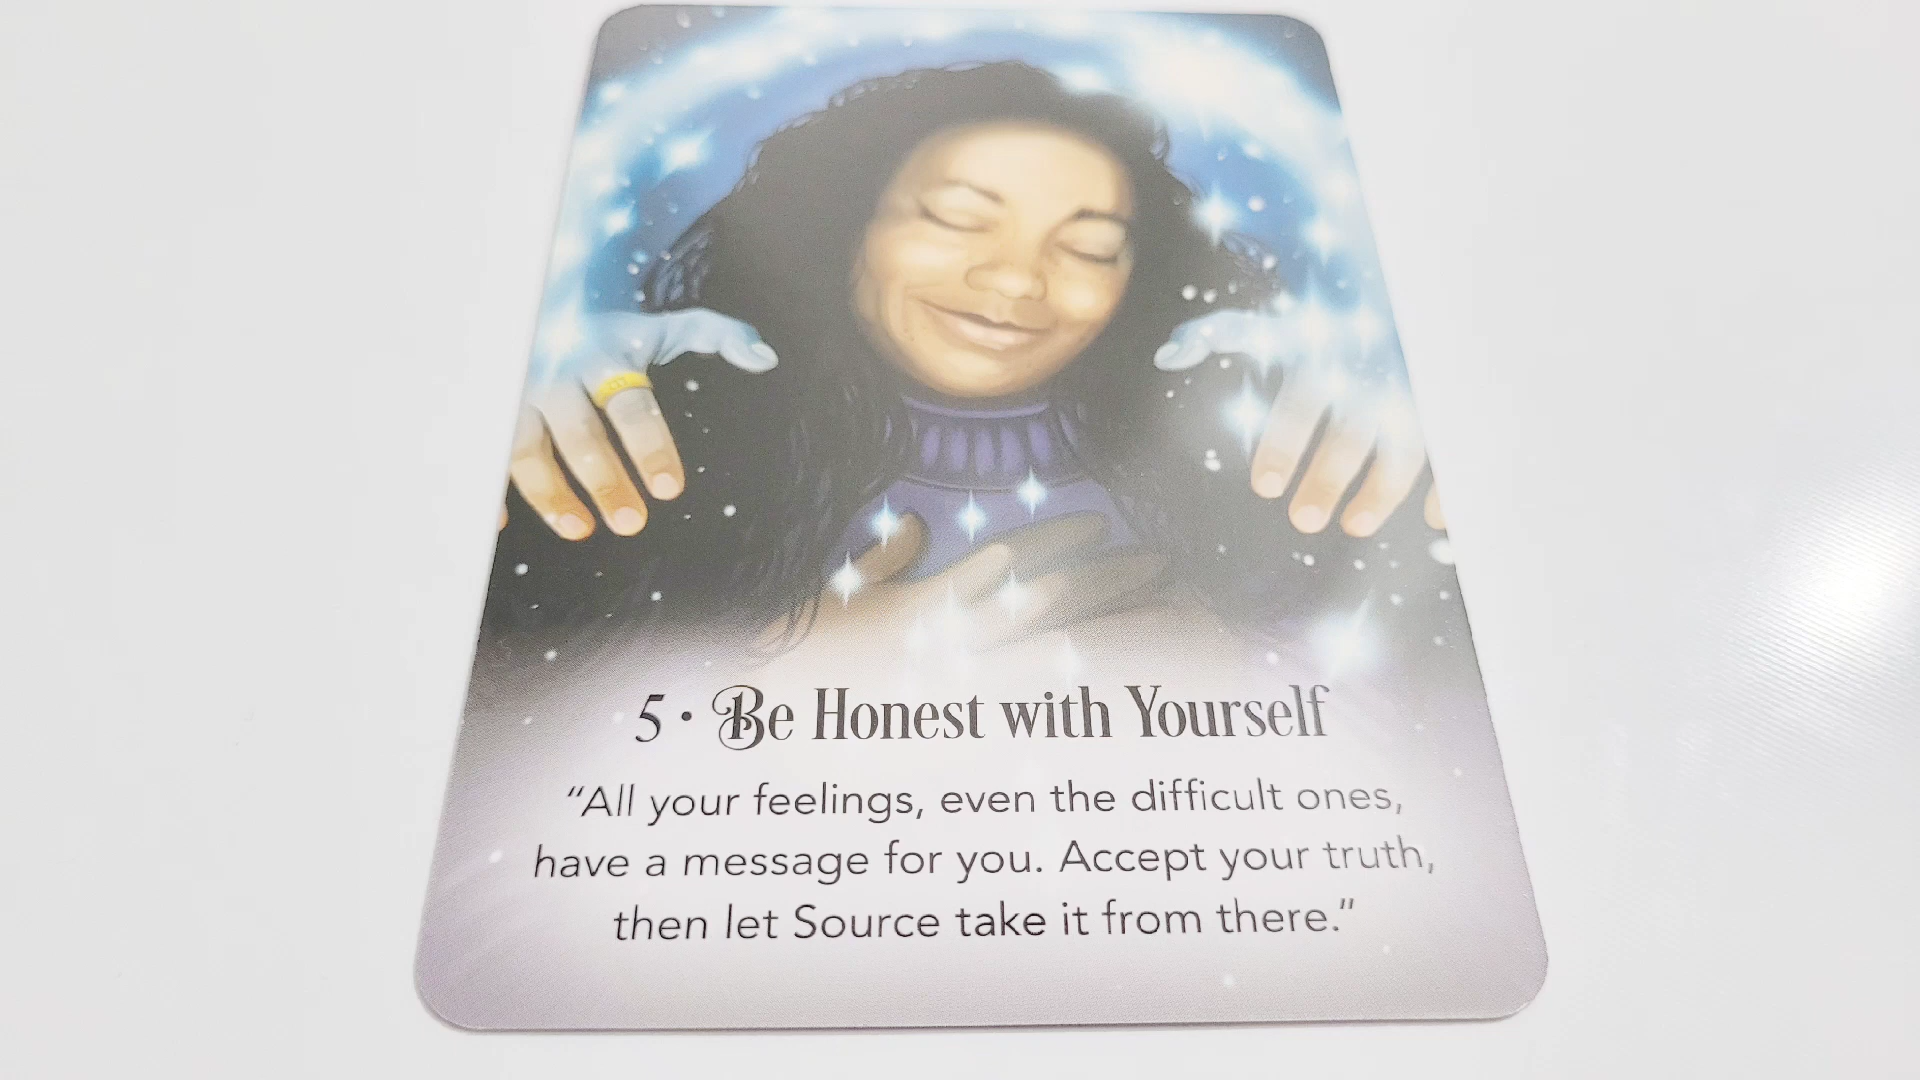 5 · Be Honest with Yourself
“All your feelings, even the difficult ones,
have a message for you. Accept your truth,
then let Source take it from there.”